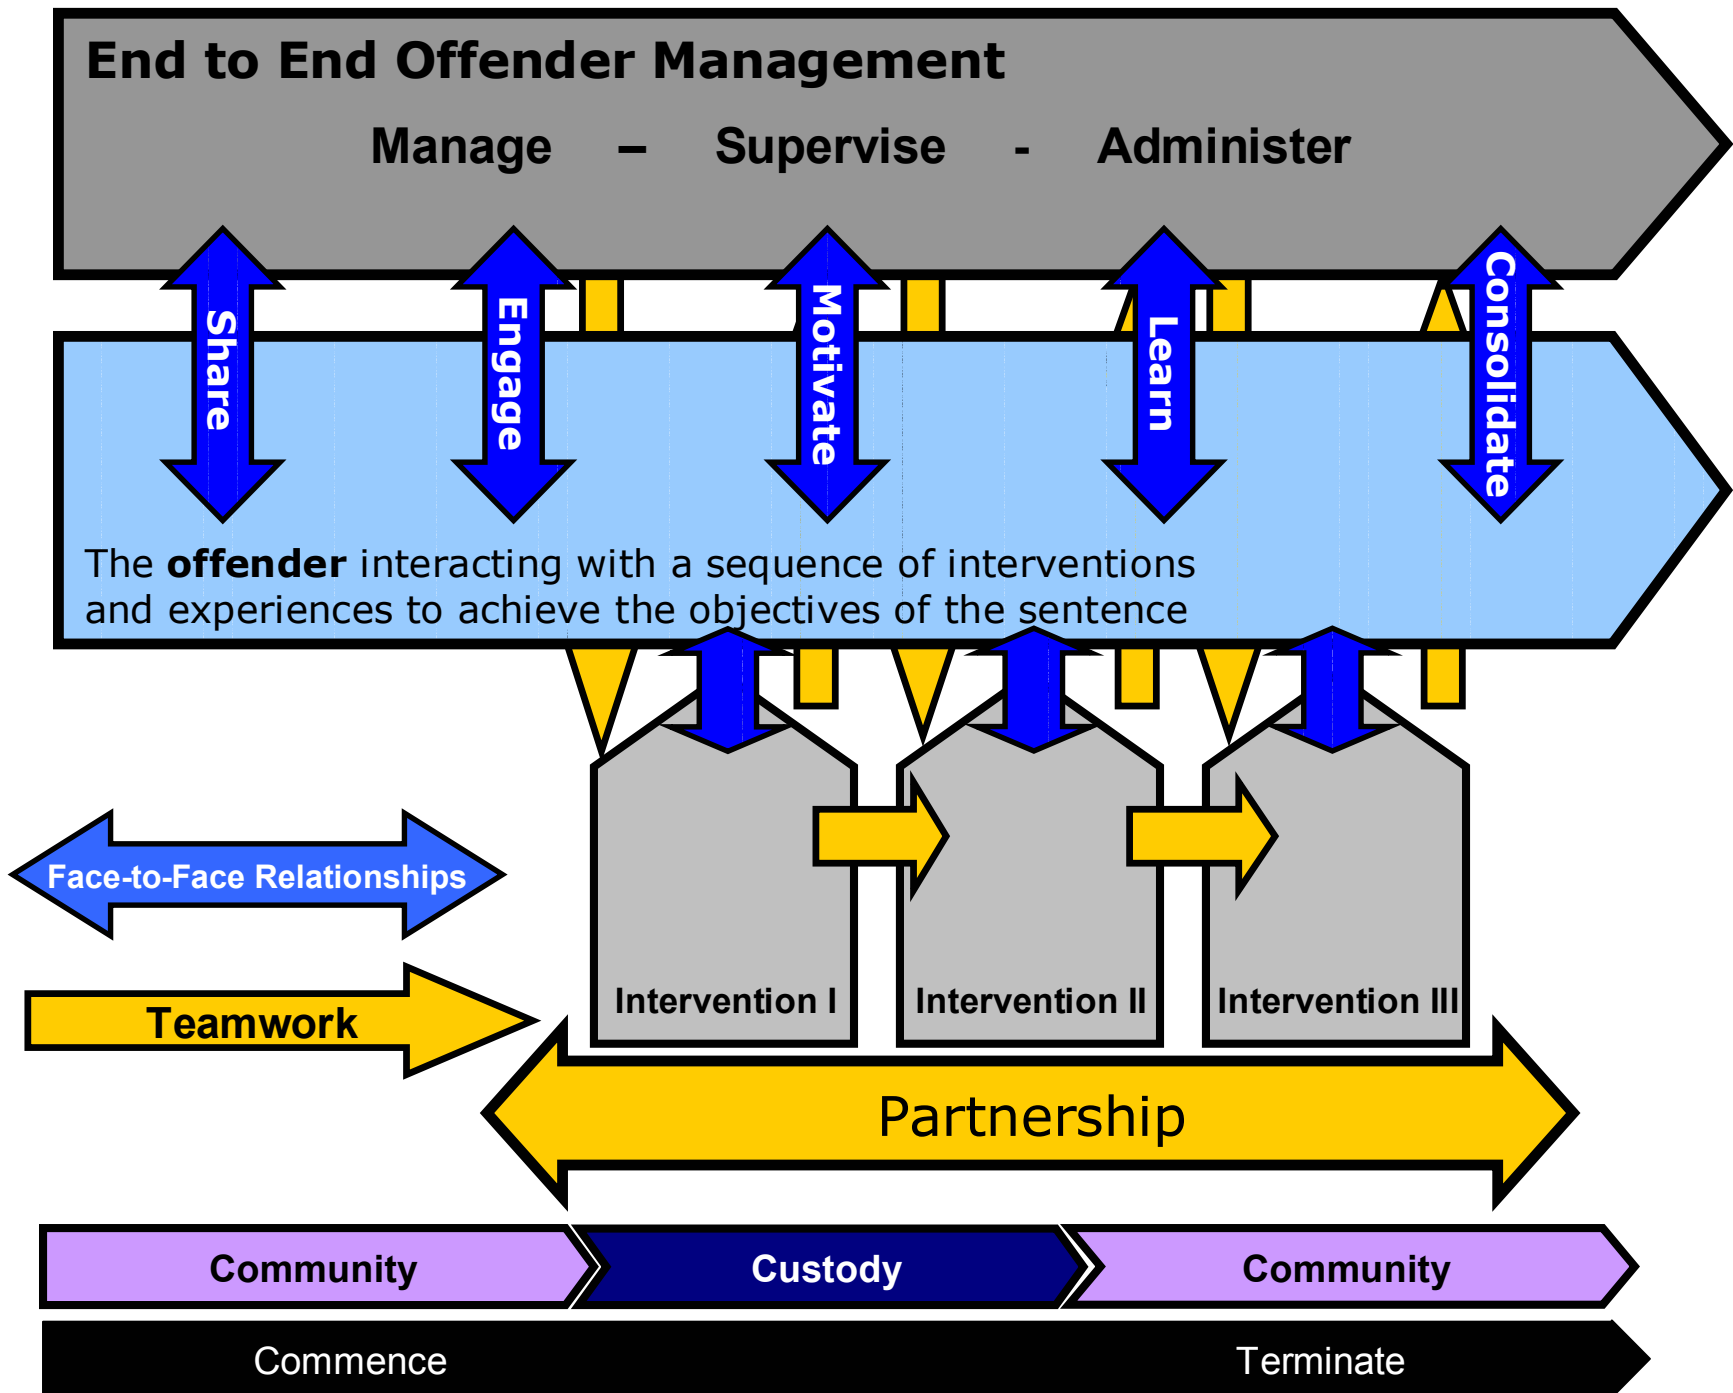 End to End Offender Management
Manage – Supervise - Administer
Share
Engage
Motivate
Learn
Consolidate
The offender interacting with a sequence of interventions
and experiences to achieve the objectives of the sentence
Face-to-Face Relationships
Teamwork
Intervention I
Intervention II
Intervention III
Partnership
Community
Custody
Community
Commence
Terminate